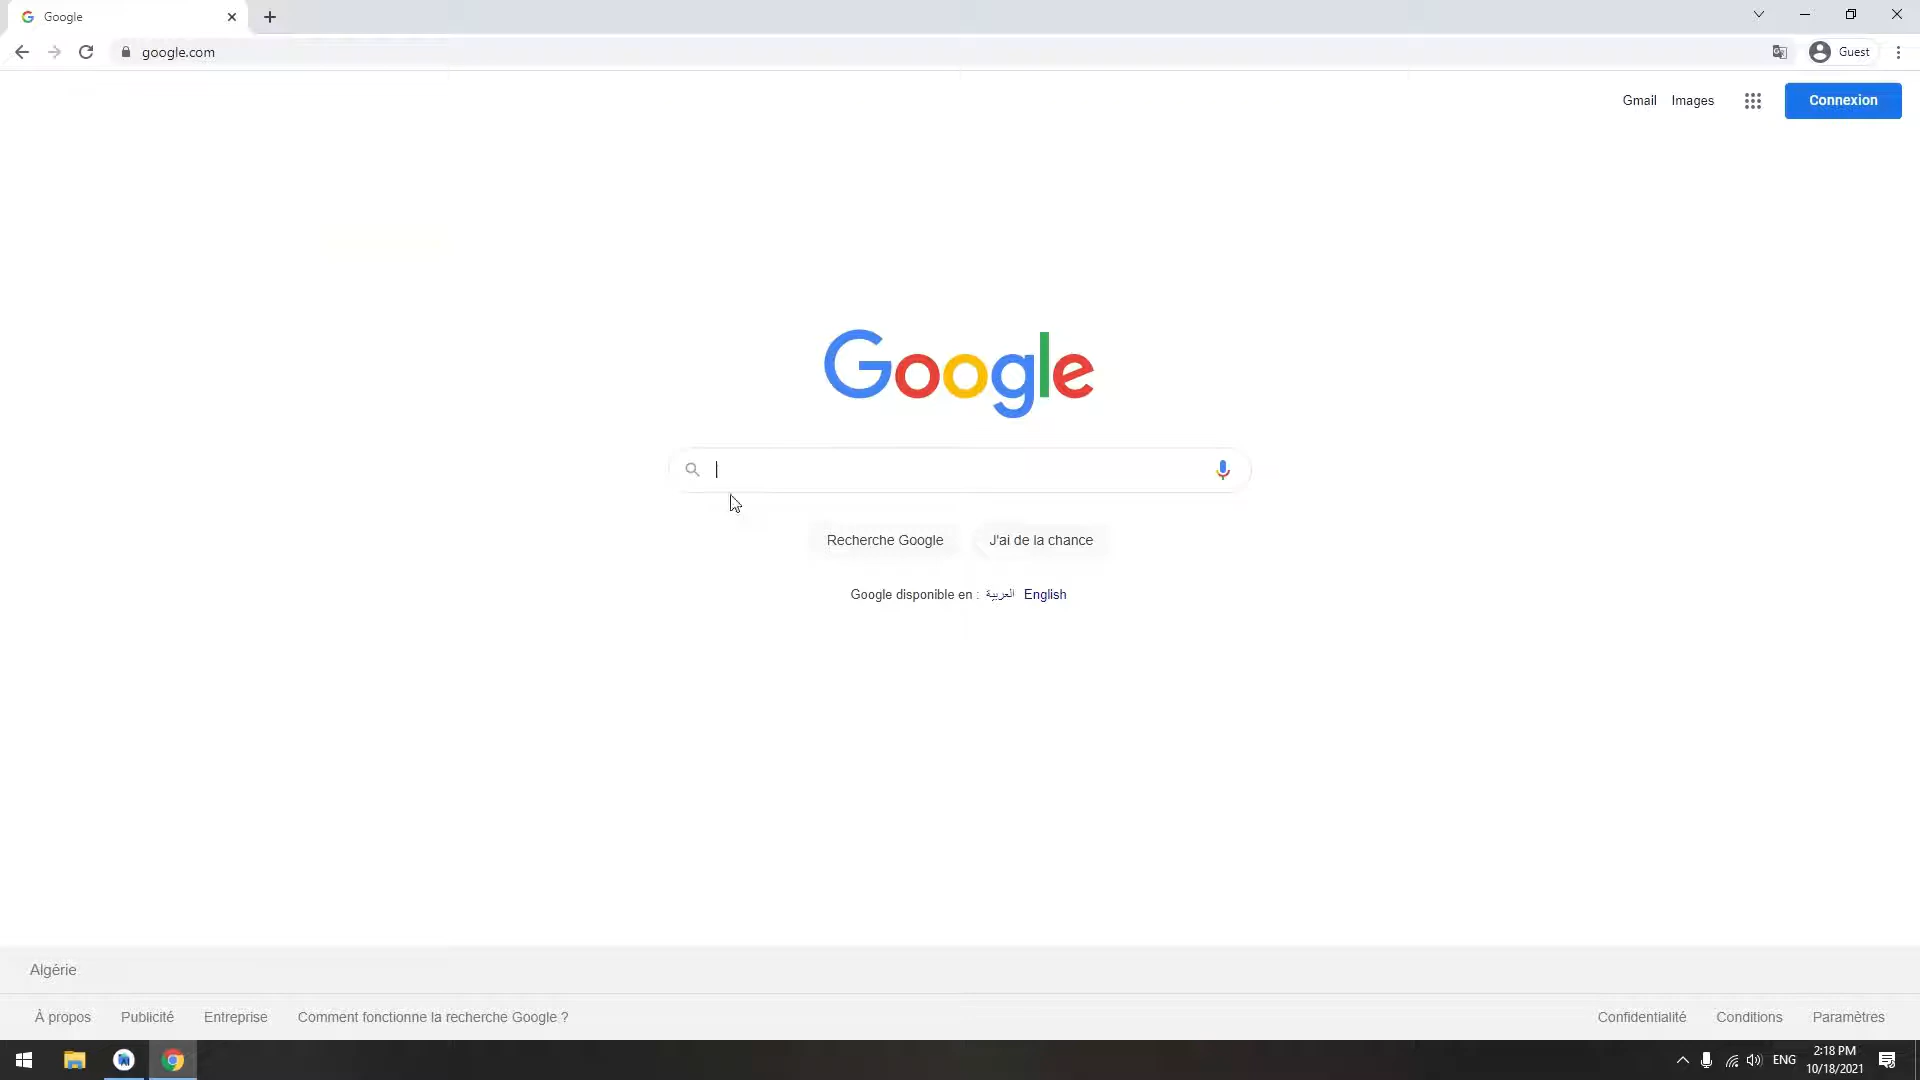 Google
google.com
Guest
Gmail Images
Connexion
Google
Recherche Google
J'ai de la chance
Google disponible en : العربية English
Algérie
À propos Publicité Entreprise Comment fonctionne la recherche Google ?
Confidentialité Conditions Paramètres
ENG
2:18 PM
10/18/2021